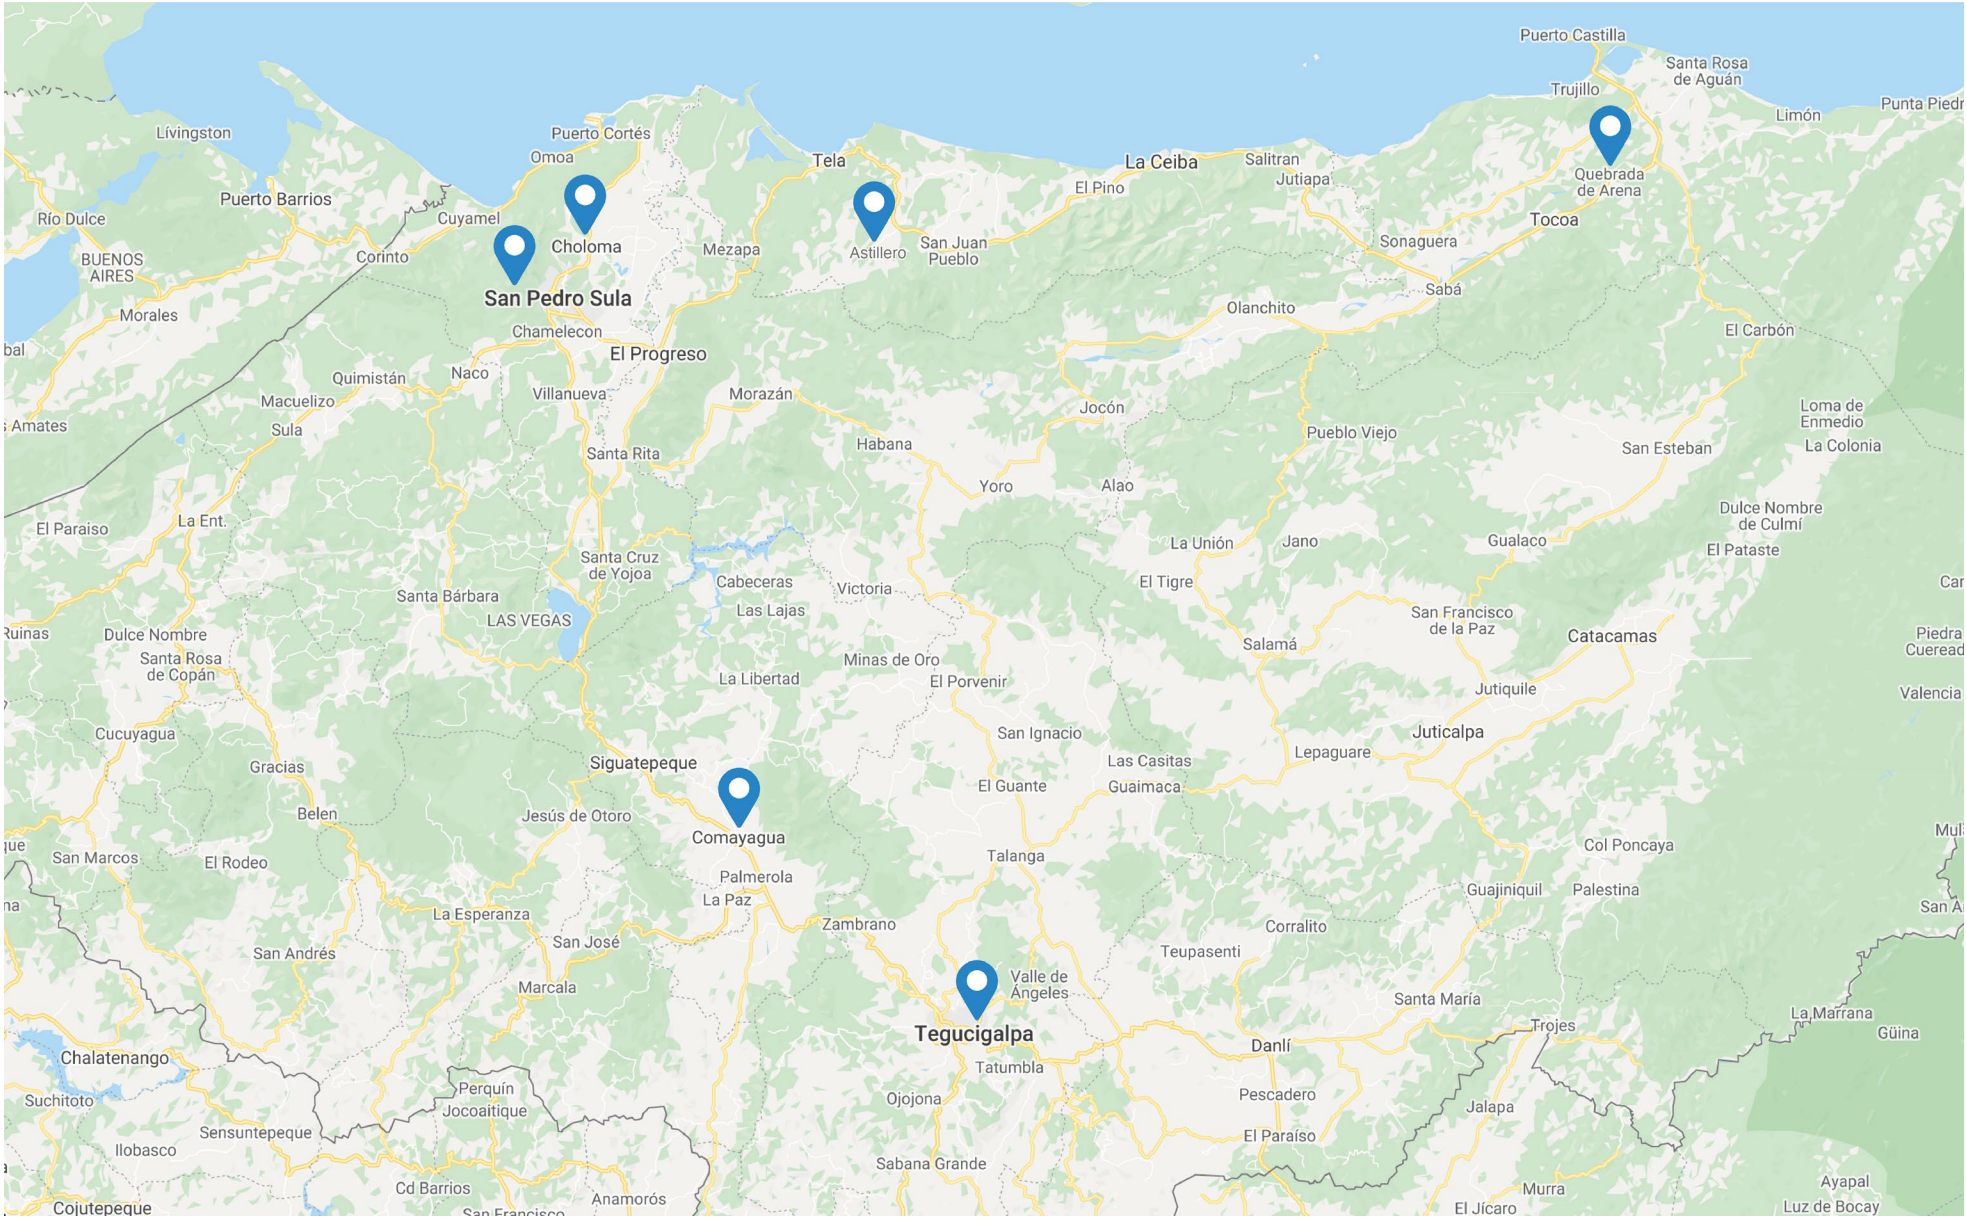 Puerto Castilla
Santa Rosa
de Aguán
Trujillo
Limón
Punta Piedr
Lívingston
Puerto Cortés
Omoa
Tela
La Ceiba
Salitran
Jutiapa
El Pino
Quebrada
de Arena
Puerto Barrios
Río Dulce
Cuyamel
Choloma
Mezapa
Astillero
San Juan
Pueblo
Tocoa
Sonaguera
Corinto
BUENOS
AIRES
San Pedro Sula
Sabá
Morales
Olanchito
Chamelecon
El Carbón
bal
El Progreso
Naco
Quimistán
Villanueva
Morazán
Macuelizo
Jocón
Loma de
Enmedio
s Amates
Sula
Habana
Pueblo Viejo
San Esteban
La Colonia
Santa Rita
Yoro
Alao
Dulce Nombre
de Culmí
El Paraiso
La Ent.
La Unión
Jano
Gualaco
El Pataste
Santa Cruz
de Yojoa
Cabeceras
Victoria
El Tigre
Car
Santa Bárbara
Las Lajas
LAS VEGAS
San Francisco
de la Paz
Catacamas
Ruinas
Dulce Nombre
Santa Rosa
de Copán
Salamá
Piedra
Cueread
Minas de Oro
La Libertad
El Porvenir
Jutiquile
Valencia
Cucuyagua
San Ignacio
Juticalpa
Siguatepeque
Gracias
Las Casitas
Lepaguare
El Guante
Guaimaca
Belen
Jesús de Otoro
Comayagua
Mul
que
San Marcos
El Rodeo
Talanga
Col Poncaya
Palmerola
La Paz
Guajiniquil
Palestina
na
La Esperanza
Zambrano
Corralito
San A
San Andrés
San José
Teupasenti
Marcala
Valle de
Ángeles
Santa María
La Marrana
Güina
Tegucigalpa
Trojes
Danlí
Chalatenango
Tatumbla
Suchitoto
Perquín
Jocoaitique
Ojojona
Pescadero
Jalapa
Sensuntepeque
El Paraíso
Ilobasco
Sabana Grande
Cd Barrios
Anamorós
Murra
Ayapal
Cojutepeque
San Francisco
El Jícaro
Luz de Bocay